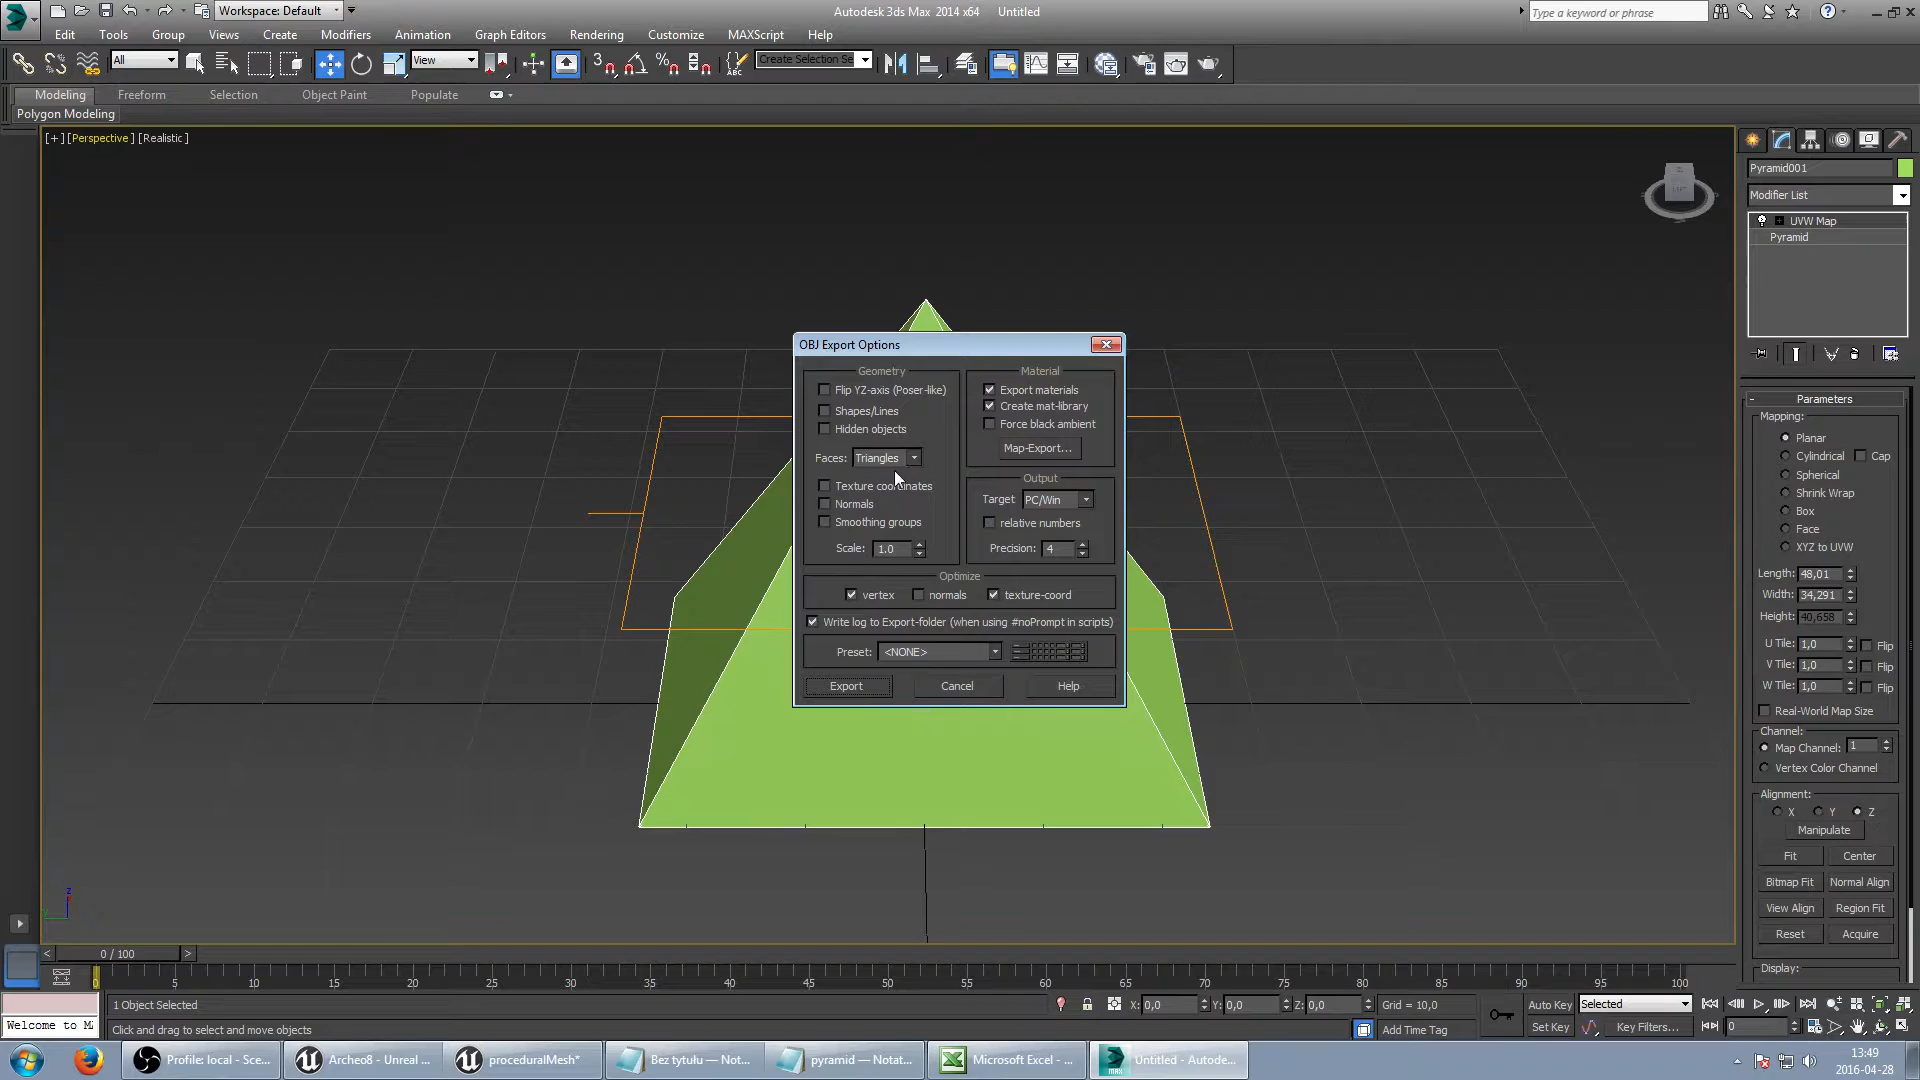 Workspace: Default
Autodesk 3ds Max 2014 x64 Untitled
Type a keyword or phrase
Edit Tools Group Views Create Modifiers Animation Graph Editors Rendering Customize MAXScript Help
All
View
Create Selection Se
Modeling Freeform Selection Object Paint Populate
Polygon Modeling
[+] [Perspective] [Realistic]
Pyramid001
Modifier List
UVW Map
Pyramid
OBJ Export Options
Geometry
Flip YZ-axis (Poser-like)
Shapes/Lines
Hidden objects
Faces: Triangles
Texture coordinates
Normals
Smoothing groups
Scale: 1.0
Material
Export materials
Create mat-library
Force black ambient
Map-Export...
Output
Target PC/Win
relative numbers
Precision: 4
Optimize
vertex normals texture-coord
Write log to Export-folder (when using #noPrompt in scripts)
Preset: <NONE>
Export Cancel Help
- Parameters
Mapping:
Planar
Cylindrical Cap
Spherical
Shrink Wrap
Box
Face
XYZ to UVW
Length: 48,01
Width: 34,291
Height: 40,658
U Tile: 1,0 Flip
V Tile: 1,0 Flip
W Tile: 1,0 Flip
Real-World Map Size
Channel:
Map Channel: 1
Vertex Color Channel
Alignment:
X Y Z
Manipulate
Fit Center
Bitmap Fit Normal Align
View Align Region Fit
Reset Acquire
Display:
z
< 0 / 100 >
0 5 10 15 20 25 30 35 40 45 50 55 60 65 70 75 80 85 90 95 100
1 Object Selected
X: 0,0 Y: 0,0 Z: 0,0 Grid = 10,0
Auto Key Selected
Welcome to M
Click and drag to select and move objects
Add Time Tag
Set Key Key Filters...
0
Profile: local - Sce...
Archeo8 - Unreal ...
proceduralMesh*
Bez tytułu — Not...
pyramid — Notat...
Microsoft Excel - ...
Untitled - Autode...
13:49
2016-04-28